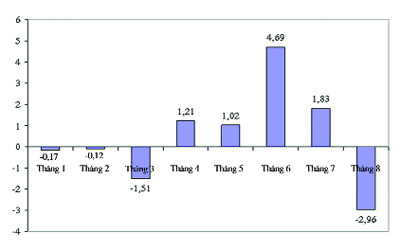 6
5
4,69
4
3
2
1,83
1,21
1,02
1
0
-0,17
-0,12
Tháng 1
Tháng 2
Tháng 3
Tháng 4
Tháng 5
Tháng 6
Tháng 7
Tháng 8
-1
-1,51
-2
-3
-2,96
-4